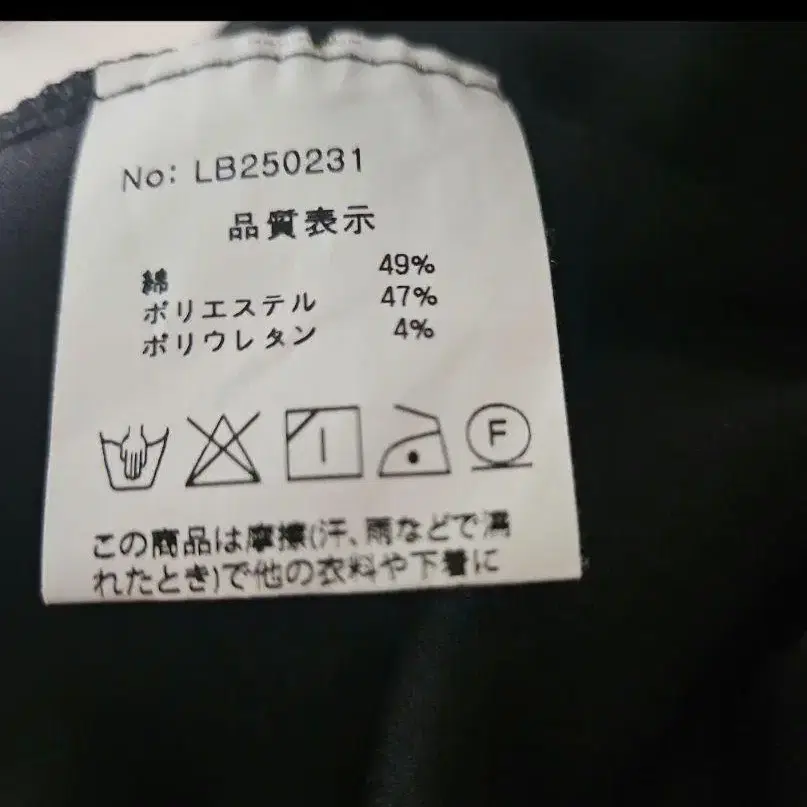 No: LB250231
品質表示
綿 49%
ポリエステル 47%
ポリウレタン 4%
F
この商品は摩擦(汗、雨などで濡
れたとき)で他の衣料や下着に